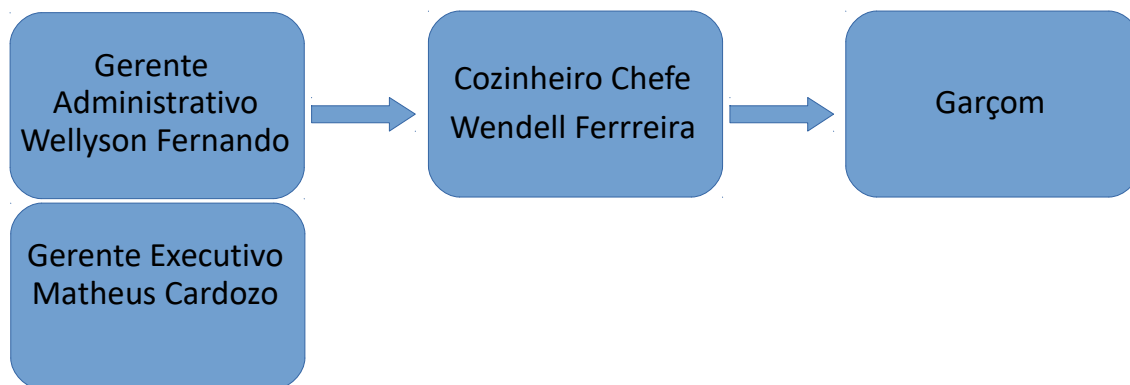 Gerente
Administrativo
Wellyson Fernando
Cozinheiro Chefe
Wendell Ferrreira
Garçom
Gerente Executivo
Matheus Cardozo